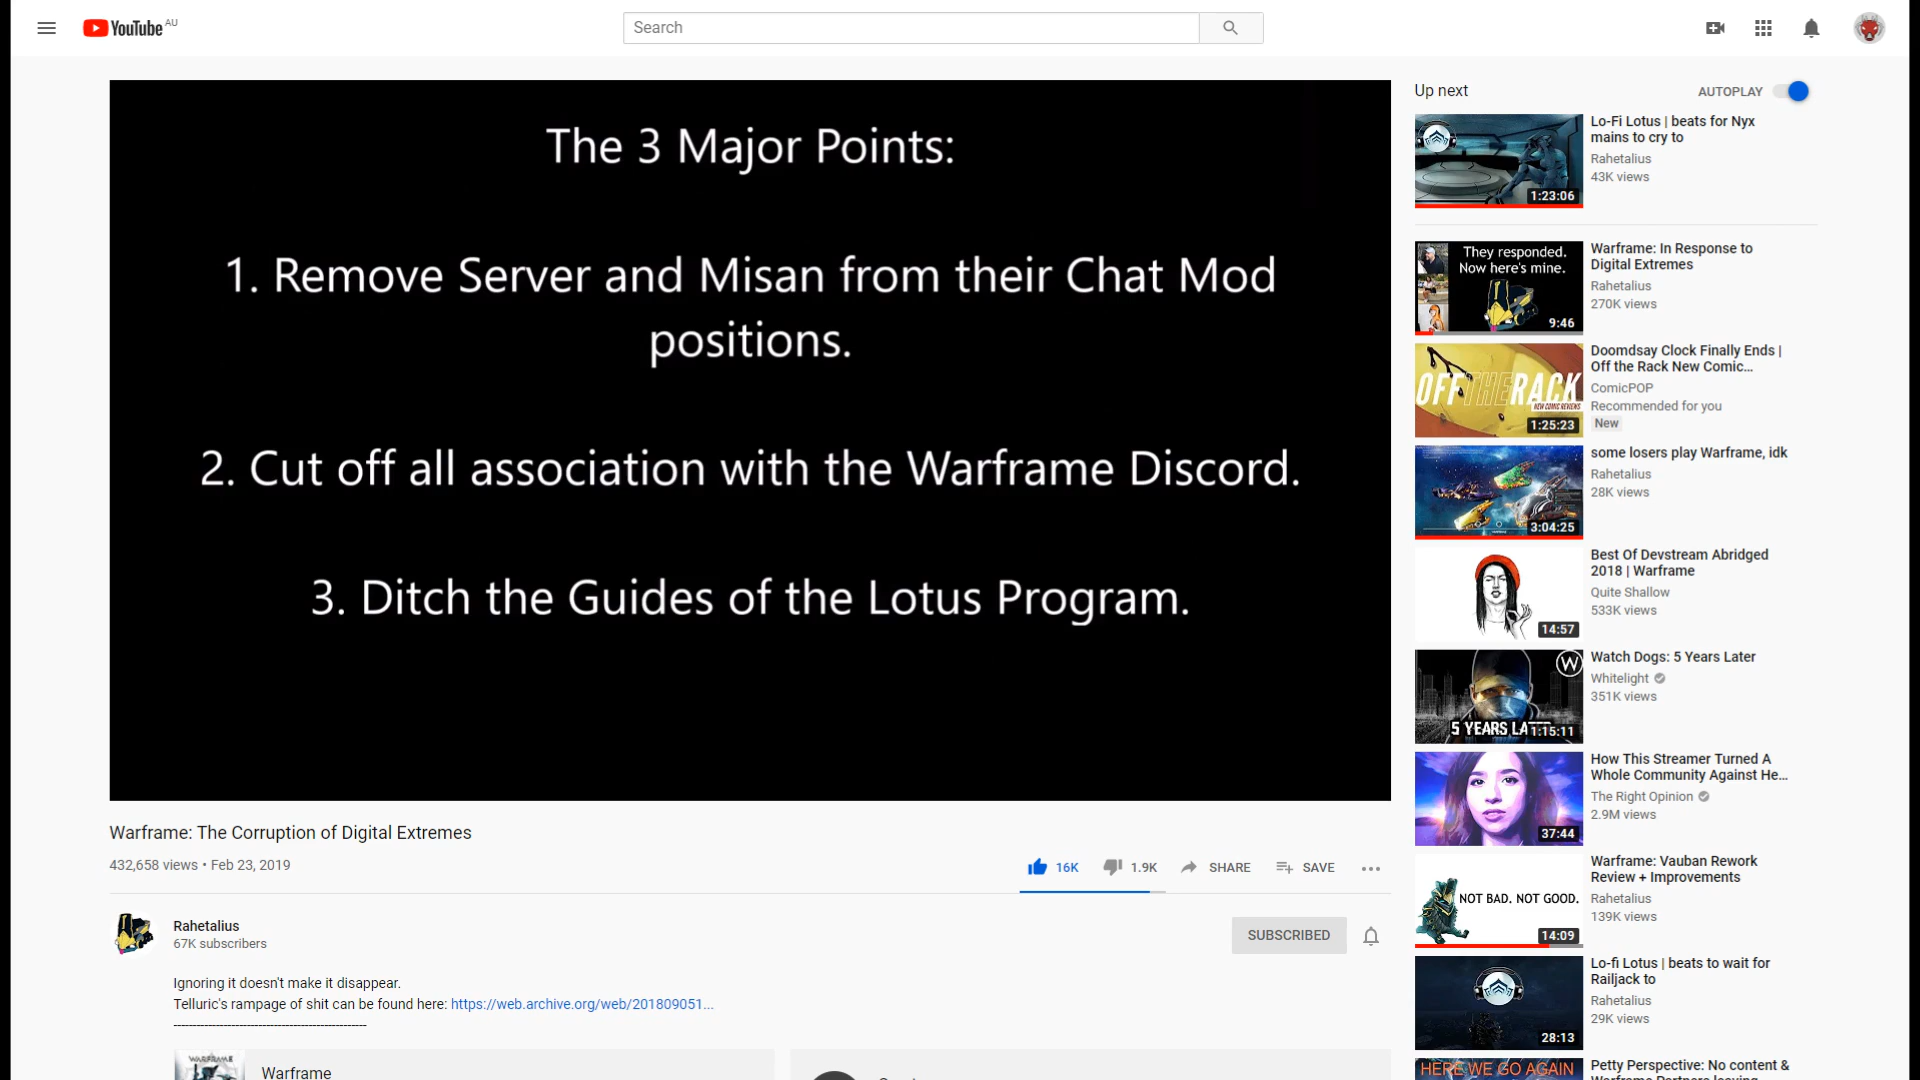 YouTube AU
Search
The 3 Major Points:
1. Remove Server and Misan from their Chat Mod
positions.
2. Cut off all association with the Warframe Discord.
3. Ditch the Guides of the Lotus Program.
Warframe: The Corruption of Digital Extremes
432,658 views • Feb 23, 2019
16K
1.9K
SHARE
SAVE
Rahetalius
67K subscribers
SUBSCRIBED
Ignoring it doesn't make it disappear.
Telluric's rampage of shit can be found here: https://web.archive.org/web/201809051...
--------------------------------------------------
WARFRAME
Warframe
Up next
AUTOPLAY
1:23:06
Lo-Fi Lotus | beats for Nyx
mains to cry to
Rahetalius
43K views
They responded.
Now here's mine.
9:46
Warframe: In Response to
Digital Extremes
Rahetalius
270K views
OFF THE RACK
NEW COMIC REVIEWS
1:25:23
Doomdsay Clock Finally Ends |
Off the Rack New Comic...
ComicPOP
Recommended for you
New
3:04:25
some losers play Warframe, idk
Rahetalius
28K views
14:57
Best Of Devstream Abridged
2018 | Warframe
Quite Shallow
533K views
W
5 YEARS LAT
1:15:11
Watch Dogs: 5 Years Later
Whitelight
351K views
37:44
How This Streamer Turned A
Whole Community Against He...
The Right Opinion
2.9M views
NOT BAD. NOT GOOD.
14:09
Warframe: Vauban Rework
Review + Improvements
Rahetalius
139K views
28:13
Lo-fi Lotus | beats to wait for
Railjack to
Rahetalius
29K views
HERE WE GO AGAIN
Petty Perspective: No content &
Warframe Partners leaving